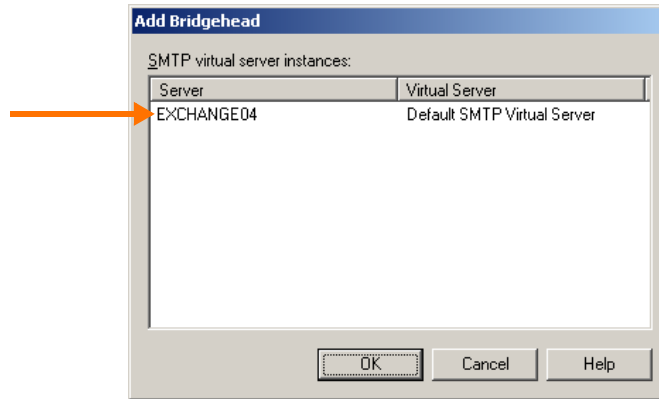 Add Bridgehead
SMTP virtual server instances:
Server Virtual Server
EXCHANGE04 Default SMTP Virtual Server
OK Cancel Help